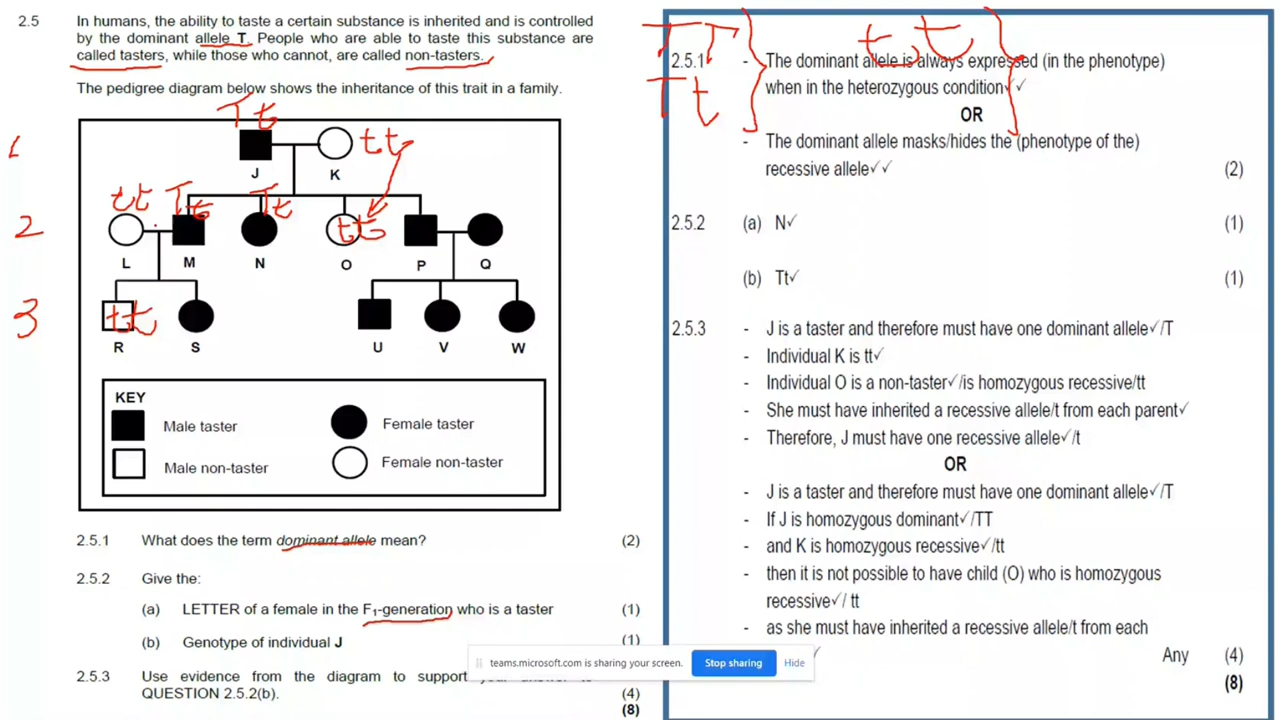 2.5 In humans, the ability to taste a certain substance is inherited and is controlled
by the dominant allele T. People who are able to taste this substance are
called tasters, while those who cannot, are called non-tasters.
The pedigree diagram below shows the inheritance of this trait in a family.
Tt
1
tt
J K
tt Tt Tt tt
2
L M N O P Q
3
tt
R S U V W
KEY
Male taster Female taster
Male non-taster Female non-taster
2.5.1 What does the term dominant allele mean? (2)
2.5.2 Give the:
(a) LETTER of a female in the F₁-generation who is a taster (1)
(b) Genotype of individual J (1)
2.5.3 Use evidence from the diagram to support
QUESTION 2.5.2(b). (4)
(8)
TT
Tt
tt
2.5.1 - The dominant allele is always expressed (in the phenotype)
when in the heterozygous condition✓✓
OR
- The dominant allele masks/hides the (phenotype of the)
recessive allele✓✓ (2)
2.5.2 (a) N✓ (1)
(b) Tt✓ (1)
2.5.3 - J is a taster and therefore must have one dominant allele✓/T
- Individual K is tt✓
- Individual O is a non-taster✓/is homozygous recessive/tt
- She must have inherited a recessive allele/t from each parent✓
- Therefore, J must have one recessive allele✓/t
OR
- J is a taster and therefore must have one dominant allele✓/T
- If J is homozygous dominant✓/TT
- and K is homozygous recessive✓/tt
- then it is not possible to have child (O) who is homozygous
recessive✓/ tt
- as she must have inherited a recessive allele/t from each
✓ Any (4)
(8)
teams.microsoft.com is sharing your screen. Stop sharing Hide